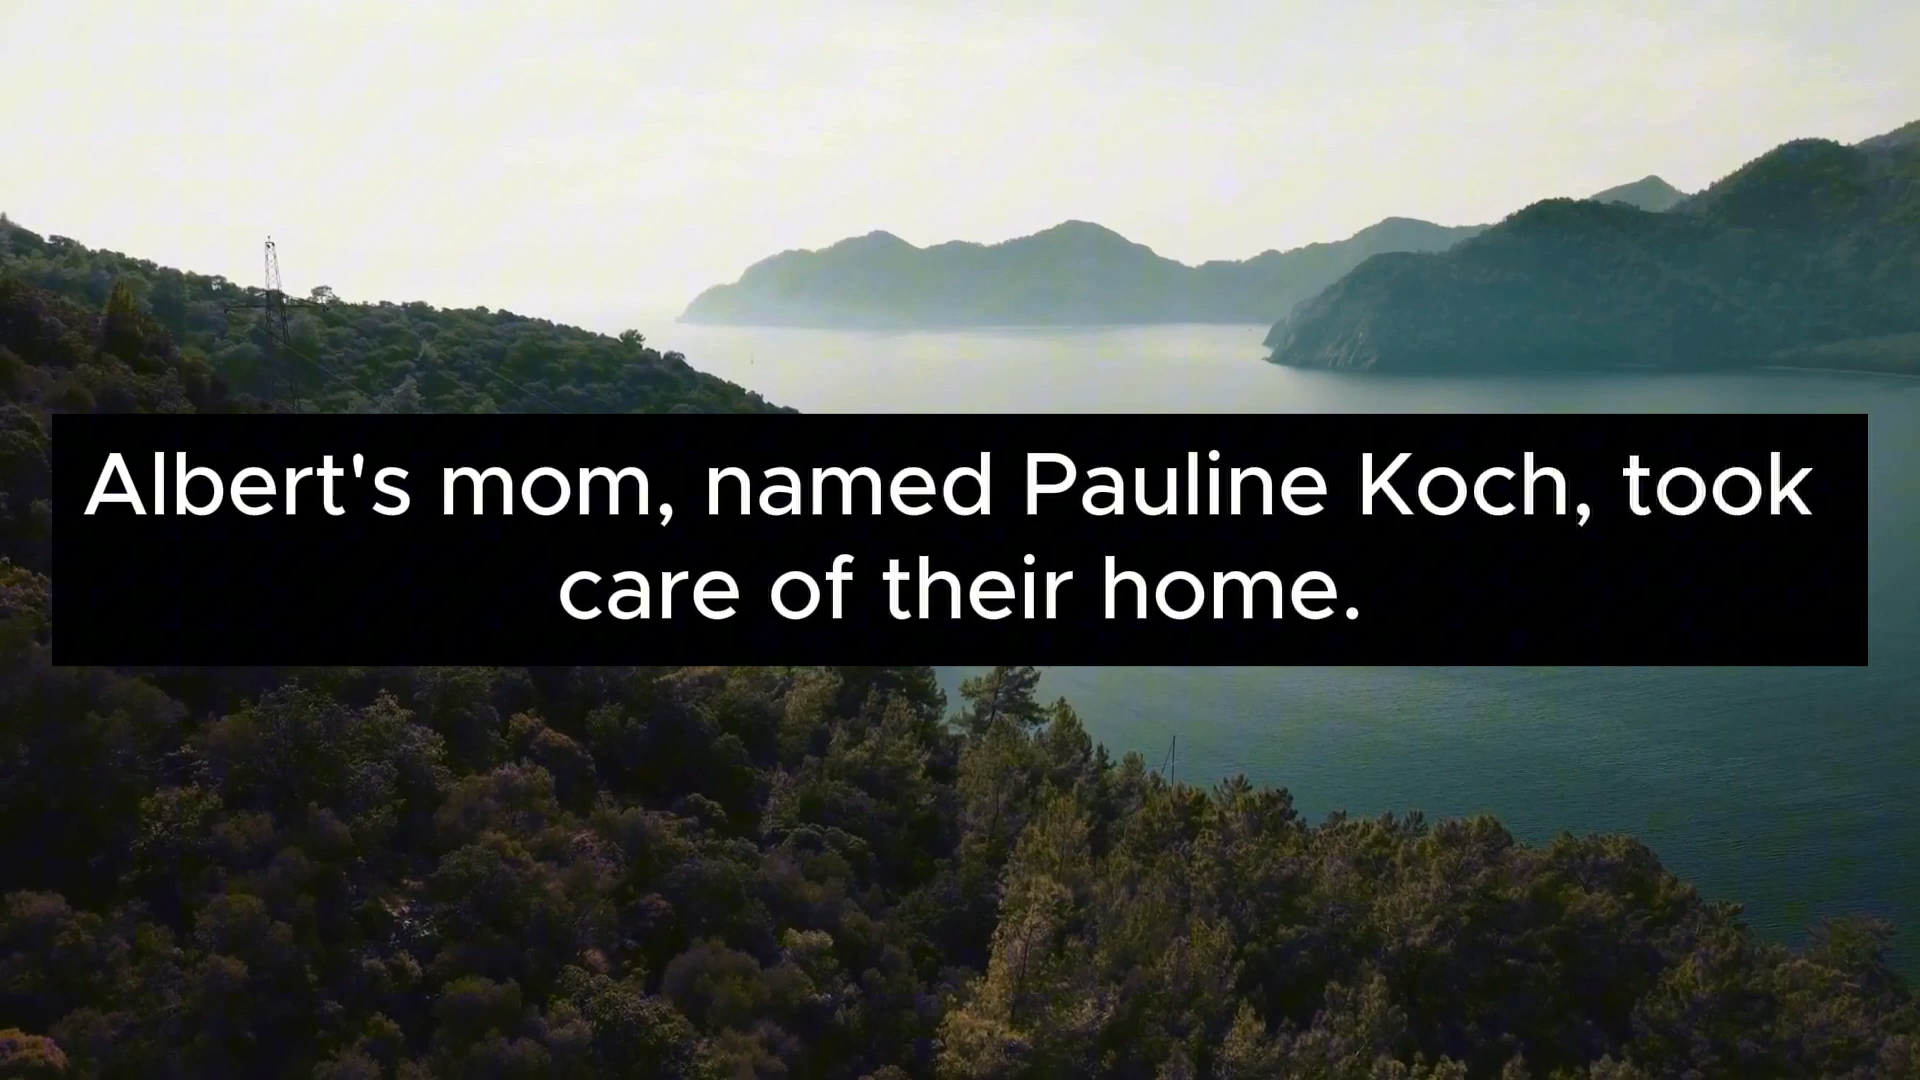 Albert's mom, named Pauline Koch, took
care of their home.